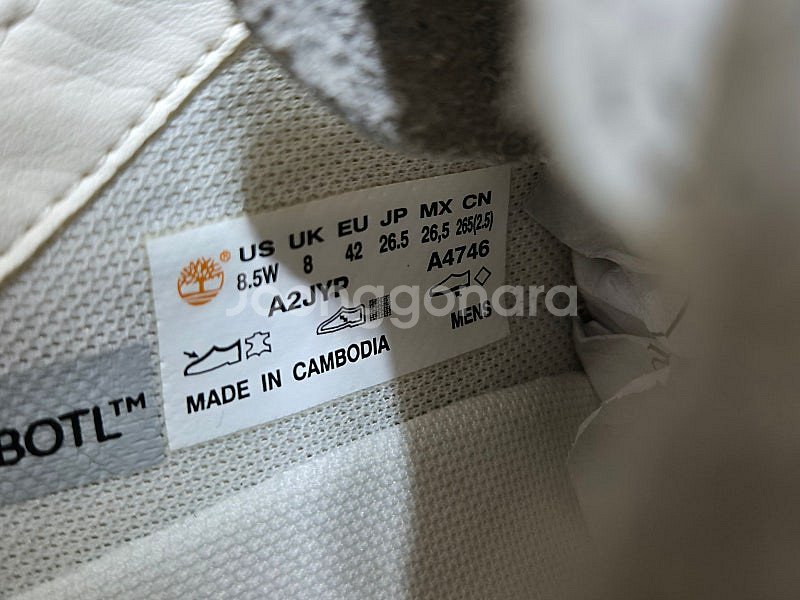 US UK EU JP MX CN
8.5W 8 42 26.5 26,5 265(2.5)
A2JYR A4746
MENS
MADE IN CAMBODIA
BOTL™
Joonggonara